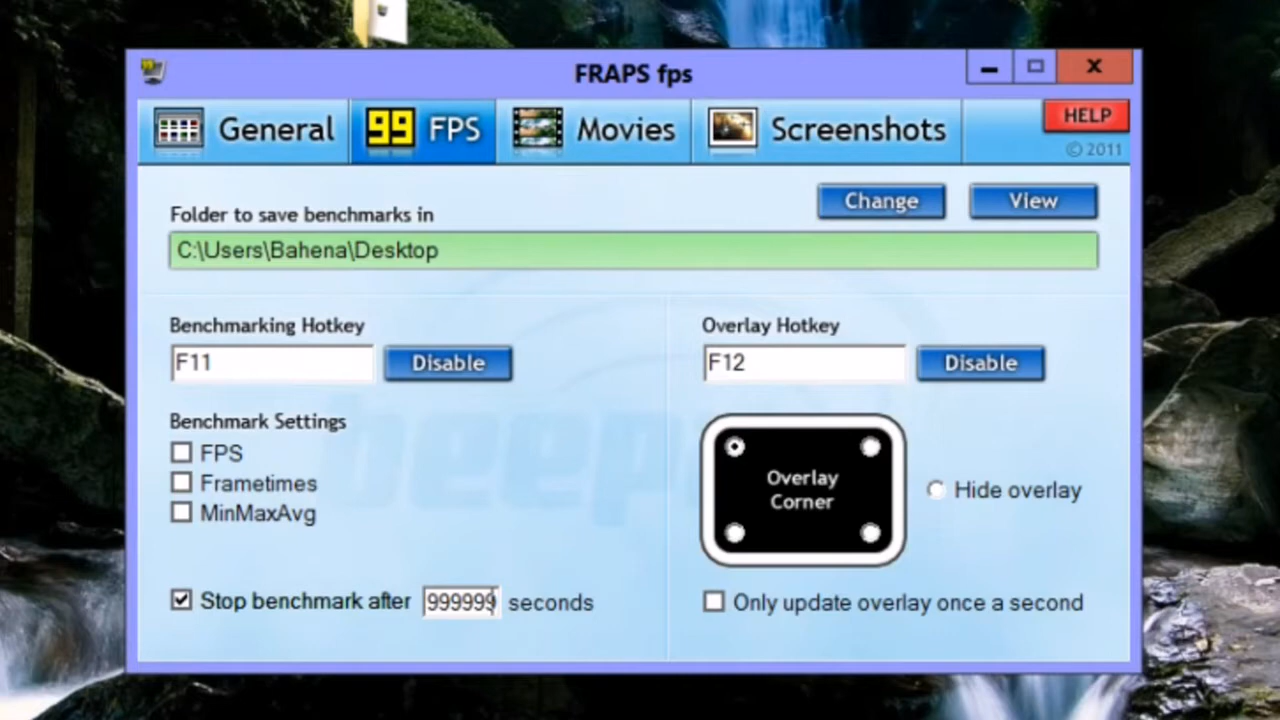 FRAPS fps
General
99 FPS
Movies
Screenshots
HELP
© 2011
Folder to save benchmarks in
Change
View
C:\Users\Bahena\Desktop
Benchmarking Hotkey
F11
Disable
Overlay Hotkey
F12
Disable
Benchmark Settings
FPS
Frametimes
MinMaxAvg
Overlay
Corner
Hide overlay
Stop benchmark after 999999 seconds
Only update overlay once a second